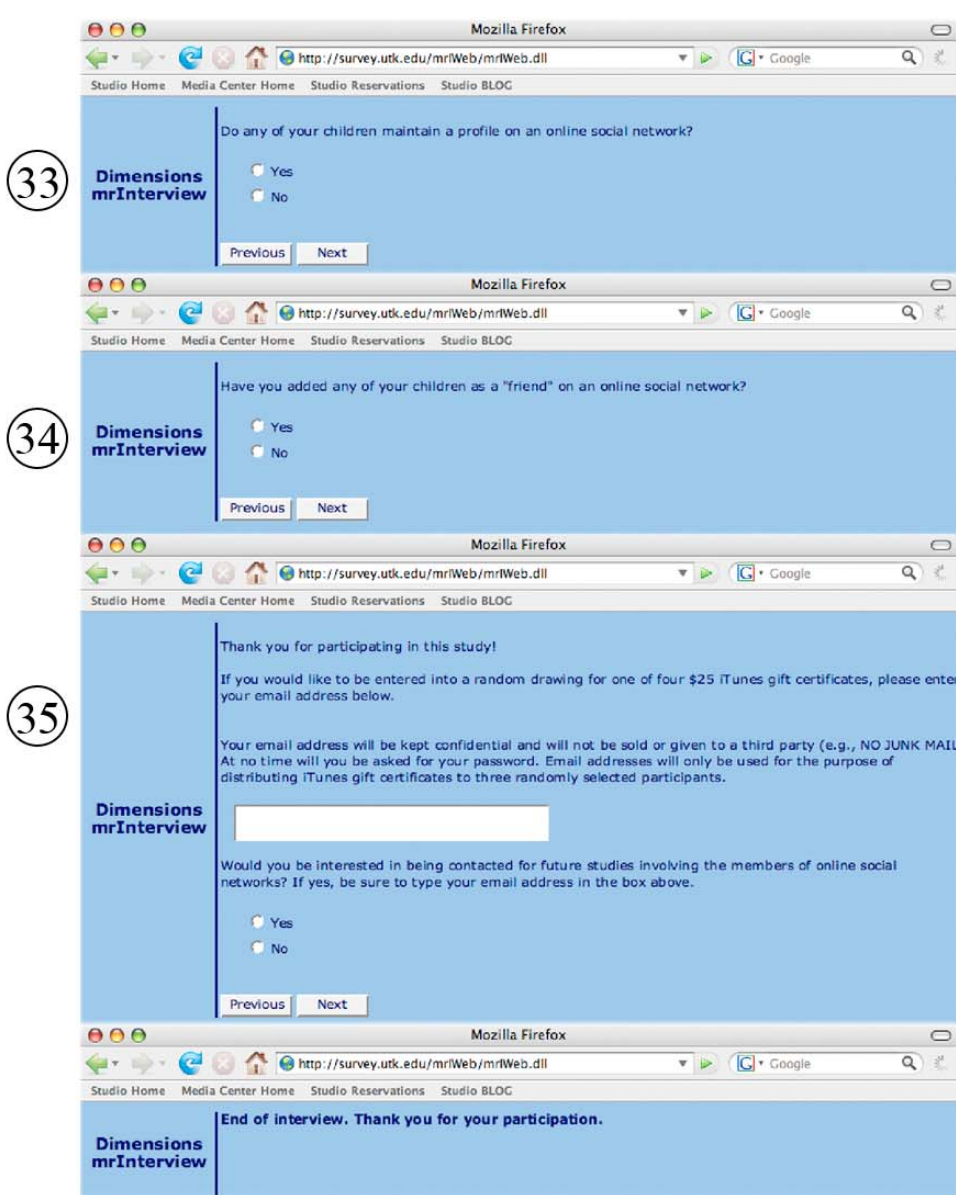 Mozilla Firefox
http://survey.utk.edu/mrIWeb/mrIWeb.dll
G Google
Studio Home Media Center Home Studio Reservations Studio BLOG
33
Dimensions
mrInterview
Do any of your children maintain a profile on an online social network?
Yes
No
Previous Next
Mozilla Firefox
http://survey.utk.edu/mrIWeb/mrIWeb.dll
G Google
Studio Home Media Center Home Studio Reservations Studio BLOG
34
Dimensions
mrInterview
Have you added any of your children as a "friend" on an online social network?
Yes
No
Previous Next
Mozilla Firefox
http://survey.utk.edu/mrIWeb/mrIWeb.dll
G Google
Studio Home Media Center Home Studio Reservations Studio BLOG
35
Dimensions
mrInterview
Thank you for participating in this study!
If you would like to be entered into a random drawing for one of four $25 iTunes gift certificates, please enter
your email address below.
Your email address will be kept confidential and will not be sold or given to a third party (e.g., NO JUNK MAIL
At no time will you be asked for your password. Email addresses will only be used for the purpose of
distributing iTunes gift certificates to three randomly selected participants.
Would you be interested in being contacted for future studies involving the members of online social
networks? If yes, be sure to type your email address in the box above.
Yes
No
Previous Next
Mozilla Firefox
http://survey.utk.edu/mrIWeb/mrIWeb.dll
G Google
Studio Home Media Center Home Studio Reservations Studio BLOG
Dimensions
mrInterview
End of interview. Thank you for your participation.